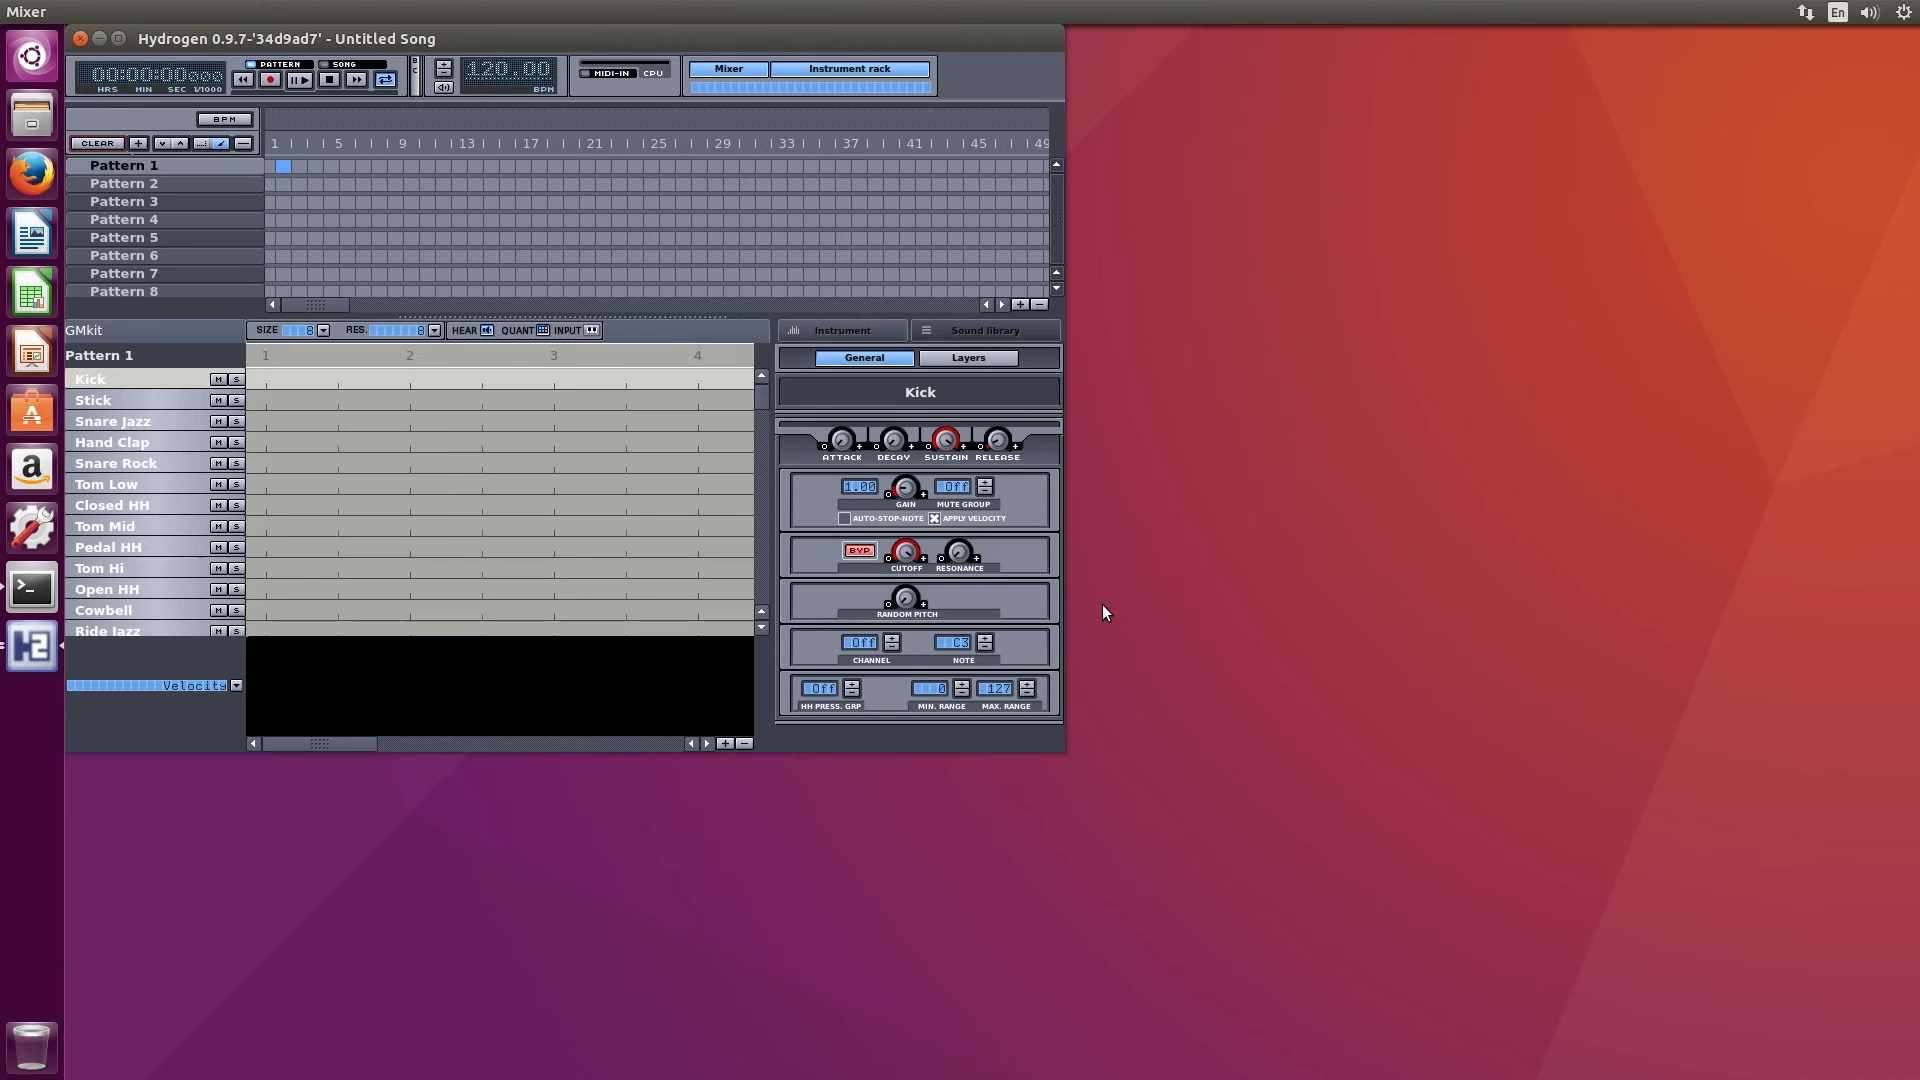 Mixer
En
Hydrogen 0.9.7-'34d9ad7' - Untitled Song
00:00:00000
HRS MIN SEC 1/1000
PATTERN SONG
120.00
BPM
MIDI-IN CPU
Mixer Instrument rack
BPM
CLEAR
1 5 9 13 17 21 25 29 33 37 41 45 49
Pattern 1
Pattern 2
Pattern 3
Pattern 4
Pattern 5
Pattern 6
Pattern 7
Pattern 8
GMkit
SIZE 8 RES. 8 HEAR QUANT INPUT
Pattern 1
1 2 3 4
Kick M S
Stick M S
Snare Jazz M S
Hand Clap M S
Snare Rock M S
Tom Low M S
Closed HH M S
Tom Mid M S
Pedal HH M S
Tom Hi M S
Open HH M S
Cowbell M S
Ride Jazz M S
Velocity
Instrument Sound library
General Layers
Kick
ATTACK DECAY SUSTAIN RELEASE
1.00 Off
GAIN MUTE GROUP
AUTO-STOP-NOTE APPLY VELOCITY
BYP
CUTOFF RESONANCE
RANDOM PITCH
Off C3
CHANNEL NOTE
Off 0 127
HH PRESS. GRP MIN. RANGE MAX. RANGE